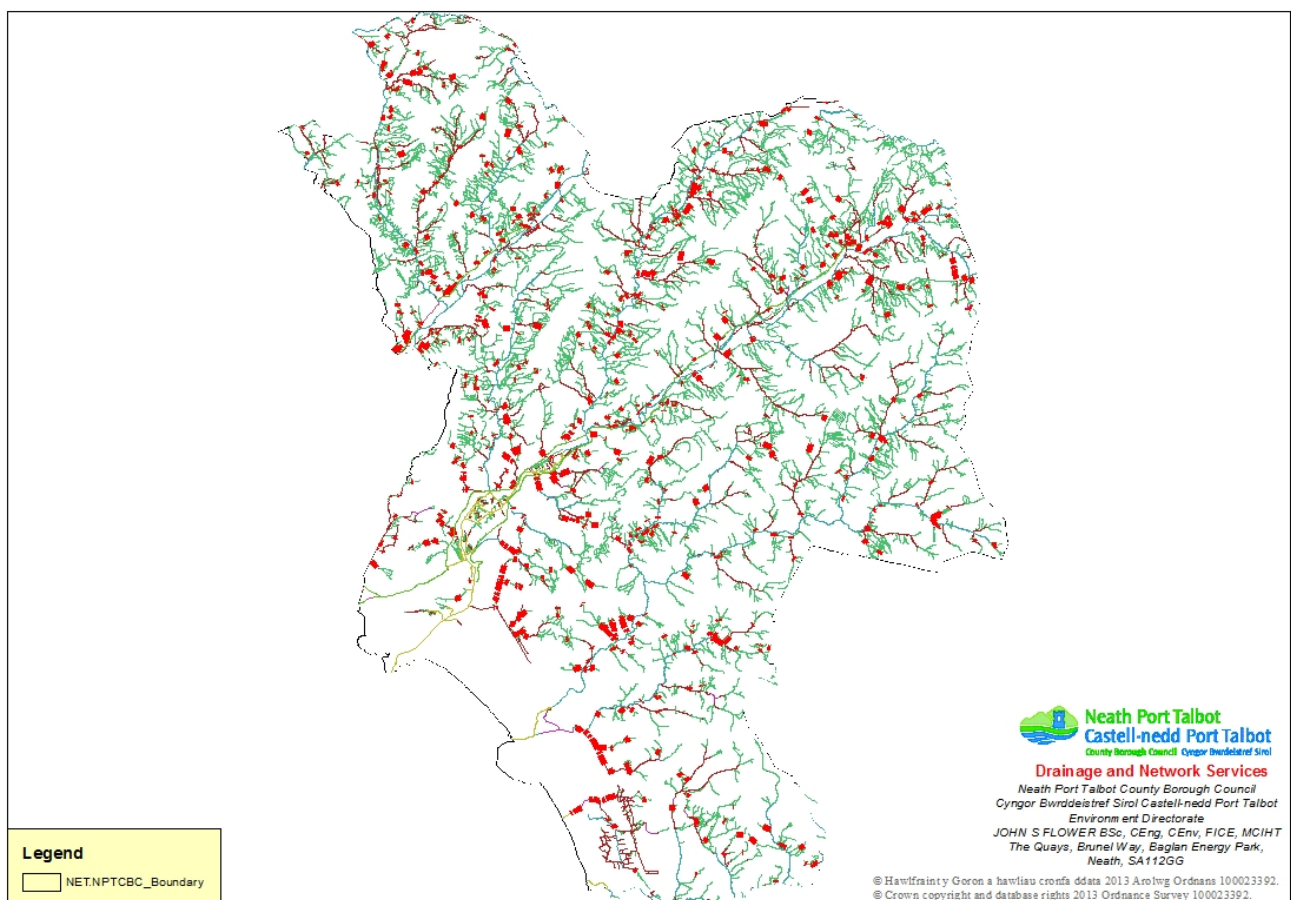 Neath Port Talbot
Castell-nedd Port Talbot
County Borough Council Cyngor Bwrdeistref Sirol
Drainage and Network Services
Neath Port Talbot County Borough Council
Cyngor Bwrddeistref Sirol Castell-nedd Port Talbot
Environment Directorate
JOHN S FLOWER BSc, CEng, CEnv, FICE, MCIHT
The Quays, Brunel Way, Baglan Energy Park,
Neath, SA112GG
© Hawlfraint y Goron a hawliau cronfa ddata 2013 Arolwg Ordnans 100023392.
© Crown copyright and database rights 2013 Ordnance Survey 100023392.
Legend
NET.NPTCBC_Boundary